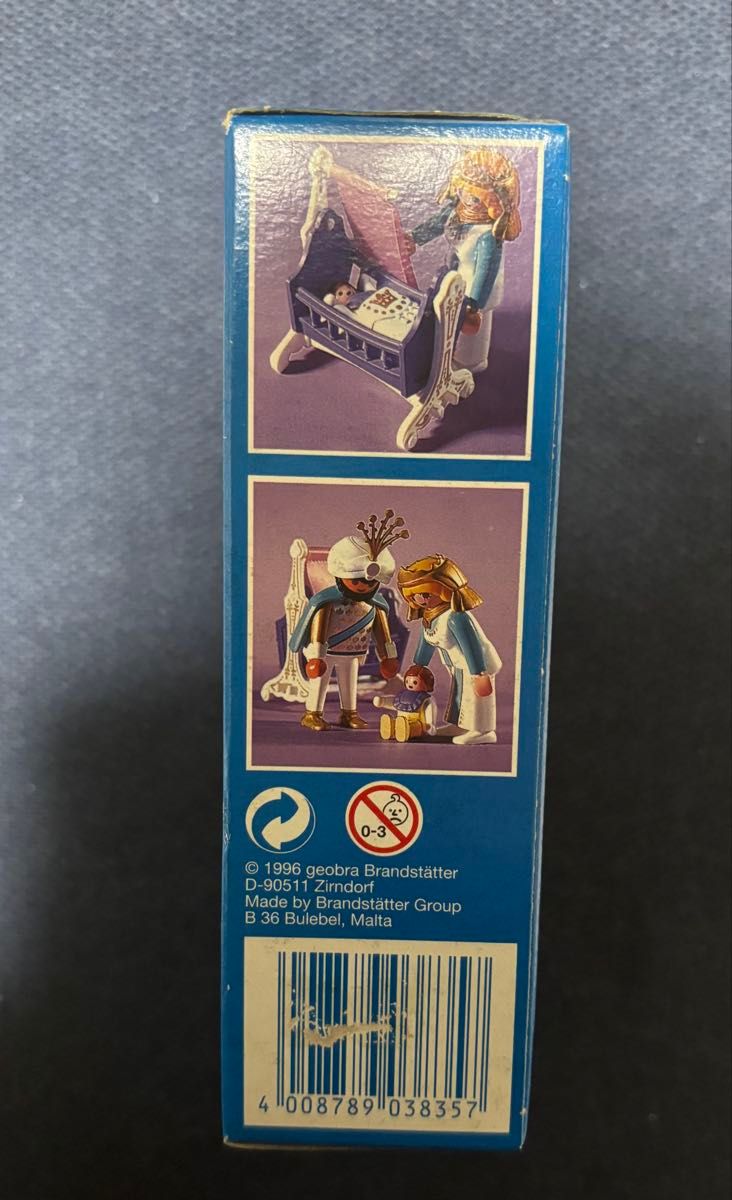 0-3
© 1996 geobra Brandstätter
D-90511 Zirndorf
Made by Brandstätter Group
B 36 Bulebel, Malta
4 008789 038357